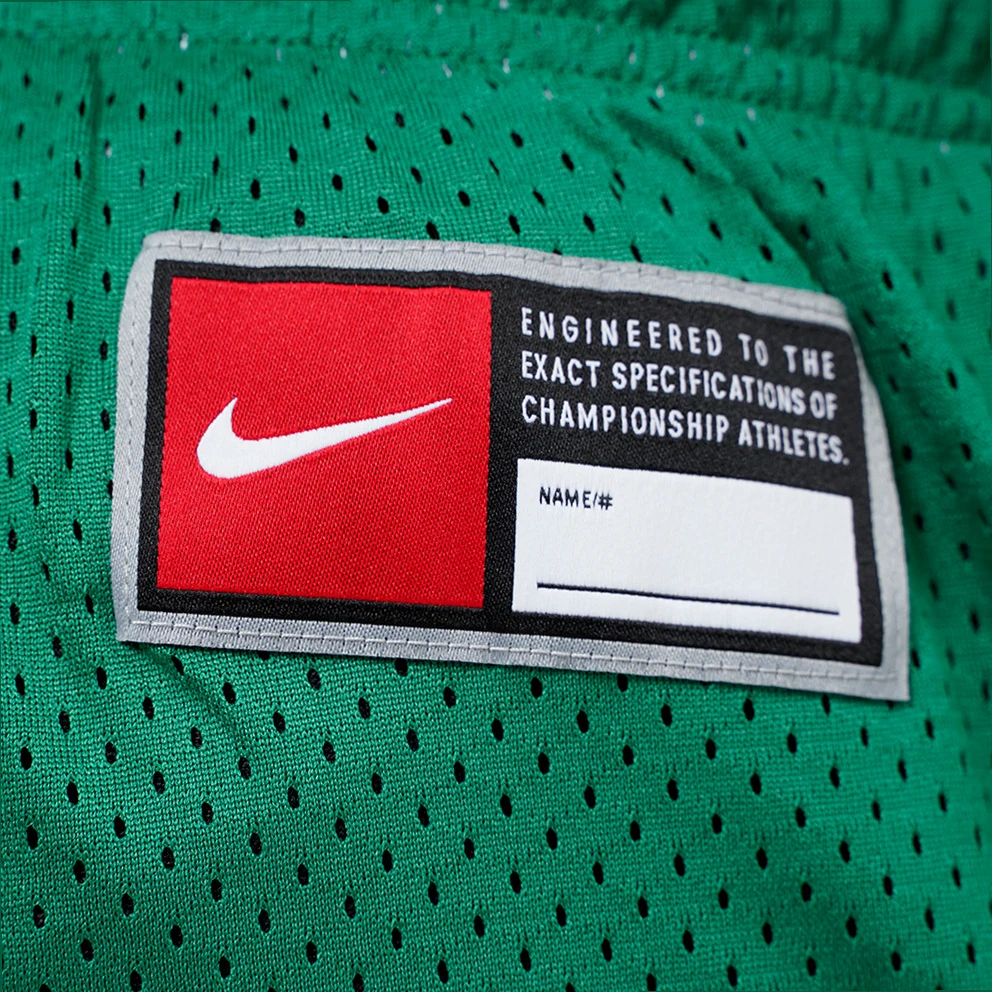 ENGINEERED TO THE
EXACT SPECIFICATIONS OF
CHAMPIONSHIP ATHLETES.
NAME/#